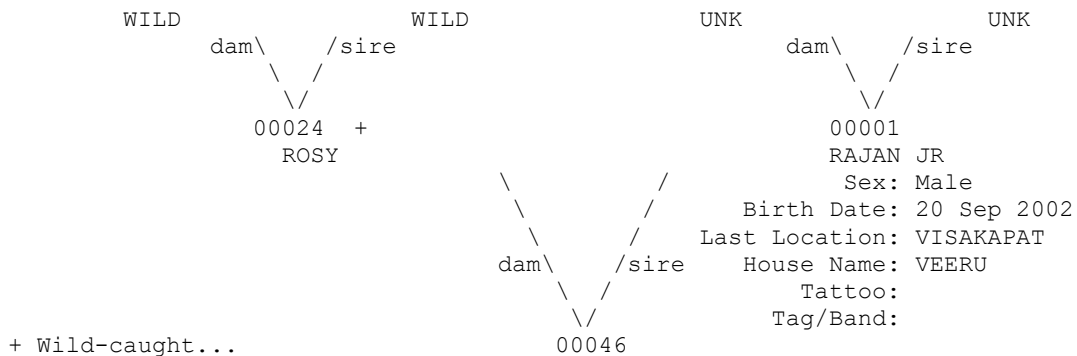 WILD WILD UNK UNK
dam\ /sire dam\ /sire
\ / \ /
\/ \/
00024 + 00001
ROSY RAJAN JR
\ / Sex: Male
\ / Birth Date: 20 Sep 2002
\ / Last Location: VISAKAPAT
dam\ /sire House Name: VEERU
\ / Tattoo:
\/ Tag/Band:
+ Wild-caught... 00046